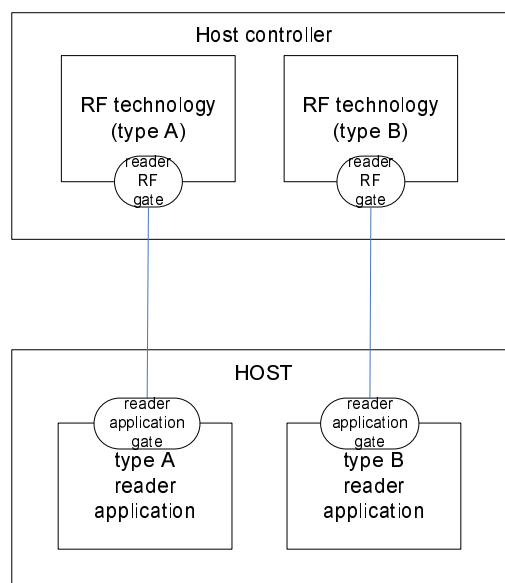 Host controller
RF technology
(type A)
reader
RF
gate
RF technology
(type B)
reader
RF
gate
HOST
reader
application
gate
type A
reader
application
reader
application
gate
type B
reader
application